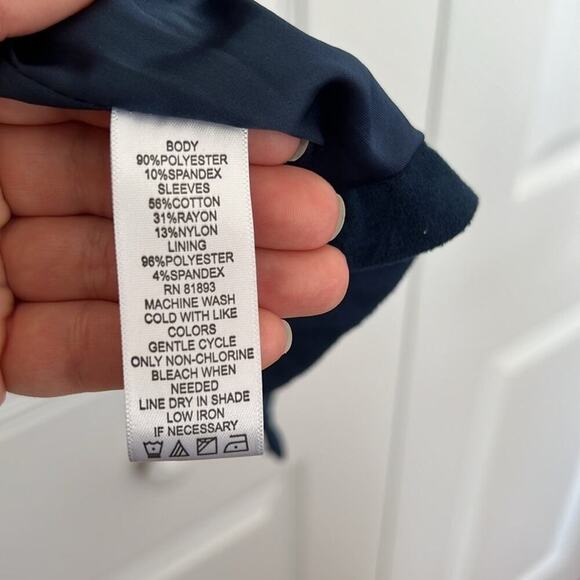 BODY
90%POLYESTER
10%SPANDEX
SLEEVES
56%COTTON
31%RAYON
13%NYLON
LINING
96%POLYESTER
4%SPANDEX
RN 81893
MACHINE WASH
COLD WITH LIKE
COLORS
GENTLE CYCLE
ONLY NON-CHLORINE
BLEACH WHEN
NEEDED
LINE DRY IN SHADE
LOW IRON
IF NECESSARY